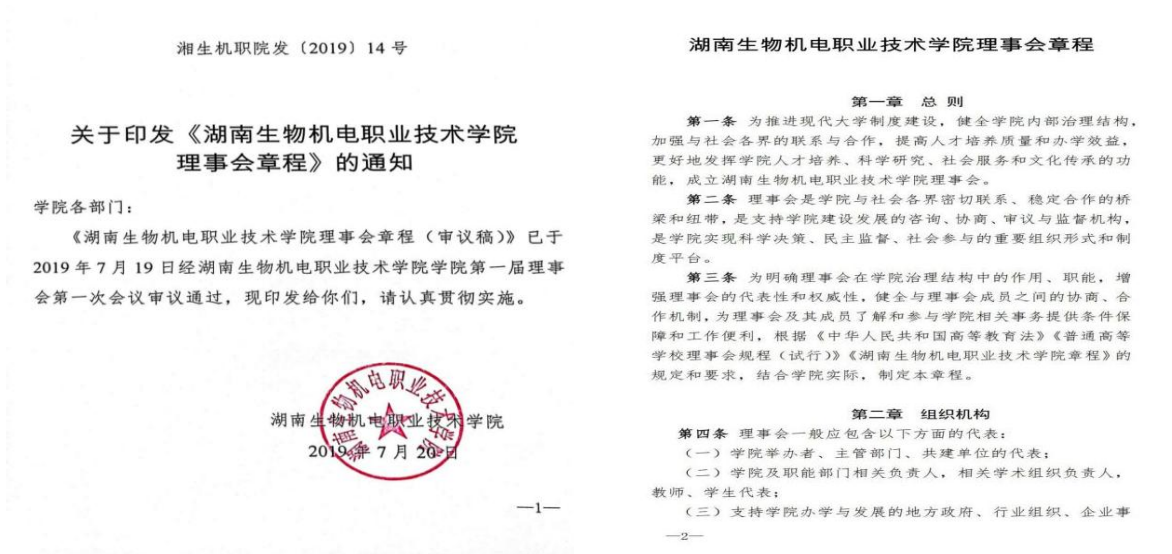 湘生机职院发〔2019〕14 号
关于印发《湖南生物机电职业技术学院
理事会章程》的通知
学院各部门：
《湖南生物机电职业技术学院理事会章程（审议稿）》已于
2019 年 7 月 19 日经湖南生物机电职业技术学院学院第一届理事
会第一次会议审议通过，现印发给你们，请认真贯彻实施。
湖南生物机电职业技术学院
湖南生物机电职业技术学院
2019 年 7 月 20 日
—1—
湖南生物机电职业技术学院理事会章程
第一章 总 则
第一条 为推进现代大学制度建设，健全学院内部治理结构，
加强与社会各界的联系与合作，提高人才培养质量和办学效益，
更好地发挥学院人才培养、科学研究、社会服务和文化传承的功
能，成立湖南生物机电职业技术学院理事会。
第二条 理事会是学院与社会各界密切联系、稳定合作的桥
梁和纽带，是支持学院建设发展的咨询、协商、审议与监督机构，
是学院实现科学决策、民主监督、社会参与的重要组织形式和制
度平台。
第三条 为明确理事会在学院治理结构中的作用、职能，增
强理事会的代表性和权威性，健全与理事会成员之间的协商、合
作机制，为理事会及其成员了解和参与学院相关事务提供条件保
障和工作便利，根据《中华人民共和国高等教育法》《普通高等
学校理事会规程（试行）》《湖南生物机电职业技术学院章程》的
规定和要求，结合学院实际，制定本章程。
第二章 组织机构
第四条 理事会一般应包含以下方面的代表：
（一）学院举办者、主管部门、共建单位的代表；
（二）学院及职能部门相关负责人，相关学术组织负责人，
教师、学生代表；
（三）支持学院办学与发展的地方政府、行业组织、企业事
—2—